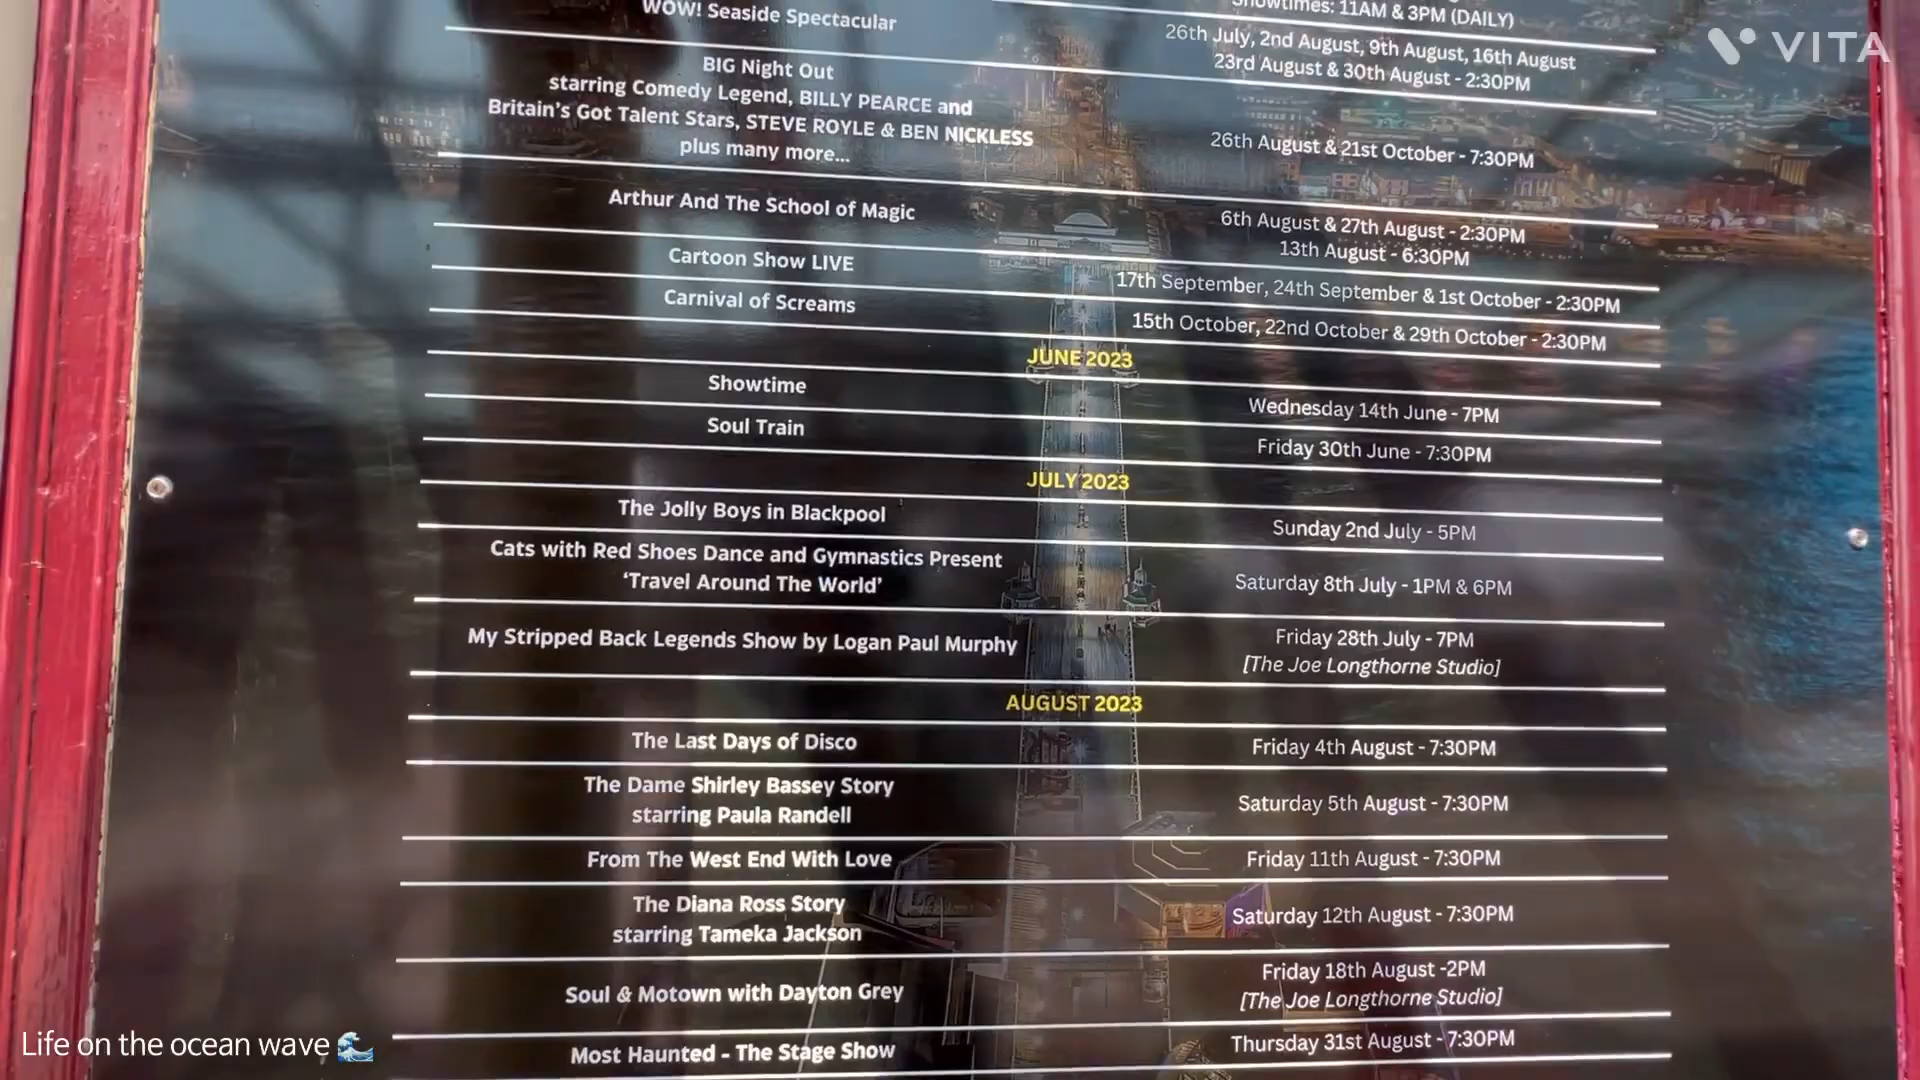 WOW! Seaside Spectacular
Showtimes: 11AM & 3PM (DAILY)
26th July, 2nd August, 9th August, 16th August
23rd August & 30th August - 2:30PM
BIG Night Out
starring Comedy Legend, BILLY PEARCE and
Britain's Got Talent Stars, STEVE ROYLE & BEN NICKLESS
plus many more...
26th August & 21st October - 7:30PM
Arthur And The School of Magic
6th August & 27th August - 2:30PM
13th August - 6:30PM
Cartoon Show LIVE
17th September, 24th September & 1st October - 2:30PM
Carnival of Screams
15th October, 22nd October & 29th October - 2:30PM
JUNE 2023
Showtime
Wednesday 14th June - 7PM
Soul Train
Friday 30th June - 7:30PM
JULY 2023
The Jolly Boys in Blackpool
Sunday 2nd July - 5PM
Cats with Red Shoes Dance and Gymnastics Present
'Travel Around The World'
Saturday 8th July - 1PM & 6PM
My Stripped Back Legends Show by Logan Paul Murphy
Friday 28th July - 7PM
[The Joe Longthorne Studio]
AUGUST 2023
The Last Days of Disco
Friday 4th August - 7:30PM
The Dame Shirley Bassey Story
starring Paula Randell
Saturday 5th August - 7:30PM
From The West End With Love
Friday 11th August - 7:30PM
The Diana Ross Story
starring Tameka Jackson
Saturday 12th August - 7:30PM
Soul & Motown with Dayton Grey
Friday 18th August -2PM
[The Joe Longthorne Studio]
Most Haunted - The Stage Show
Thursday 31st August - 7:30PM
VITA
Life on the ocean wave 🌊